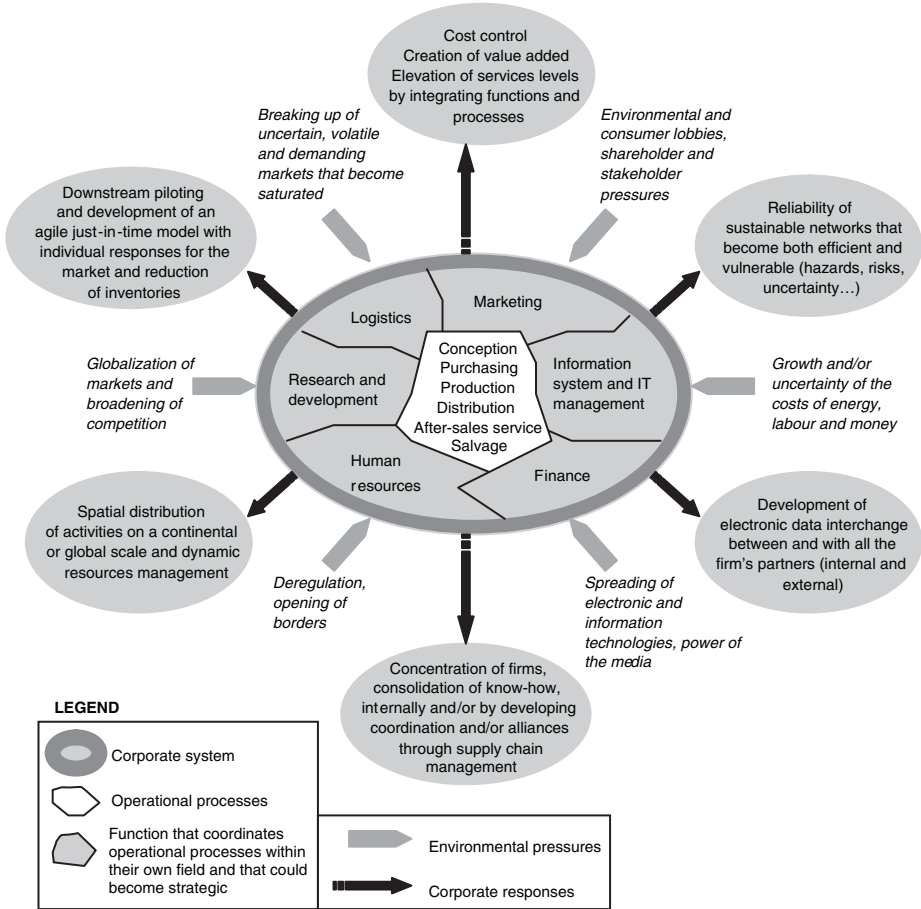 Cost control
Creation of value added
Elevation of services levels
by integrating functions and
processes
Breaking up of
uncertain, volatile
and demanding
markets that become
saturated
Environmental and
consumer lobbies,
shareholder and
stakeholder
pressures
Downstream piloting
and development of an
agile just-in-time model with
individual responses for the
market and reduction
of inventories
Reliability of
sustainable networks that
become both efficient and
vulnerable (hazards, risks,
uncertainty…)
Logistics
Marketing
Research and
development
Conception
Purchasing
Production
Distribution
After-sales service
Salvage
Information
system and IT
management
Human
resources
Finance
Globalization of
markets and
broadening of
competition
Growth and/or
uncertainty of the
costs of energy,
labour and money
Spatial distribution
of activities on a continental
or global scale and dynamic
resources management
Development of
electronic data interchange
between and with all the
firm's partners (internal and
external)
Deregulation,
opening of
borders
Spreading of
electronic and
information
technologies, power of
the media
Concentration of firms,
consolidation of know-how,
internally and/or by developing
coordination and/or alliances
through supply chain
management
LEGEND
Corporate system
Operational processes
Function that coordinates
operational processes within
their own field and that could
become strategic
Environmental pressures
Corporate responses